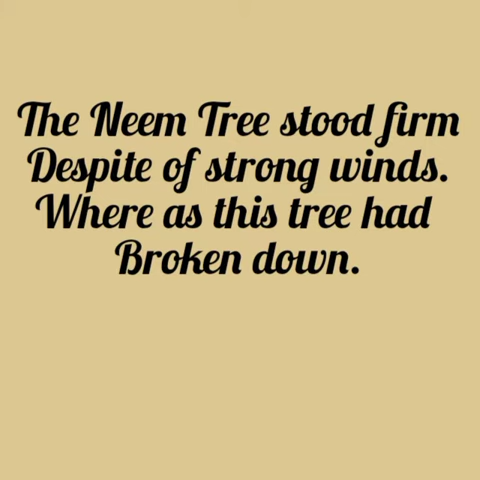 The Neem Tree stood firm
Despite of strong winds.
Where as this tree had
Broken down.